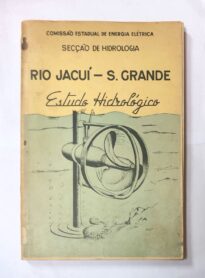 COMISSÃO ESTADUAL DE ENERGIA ELÉTRICA
SECÇÃO DE HIDROLOGIA
RIO JACUÍ – S. GRANDE
Estudo Hidrológico